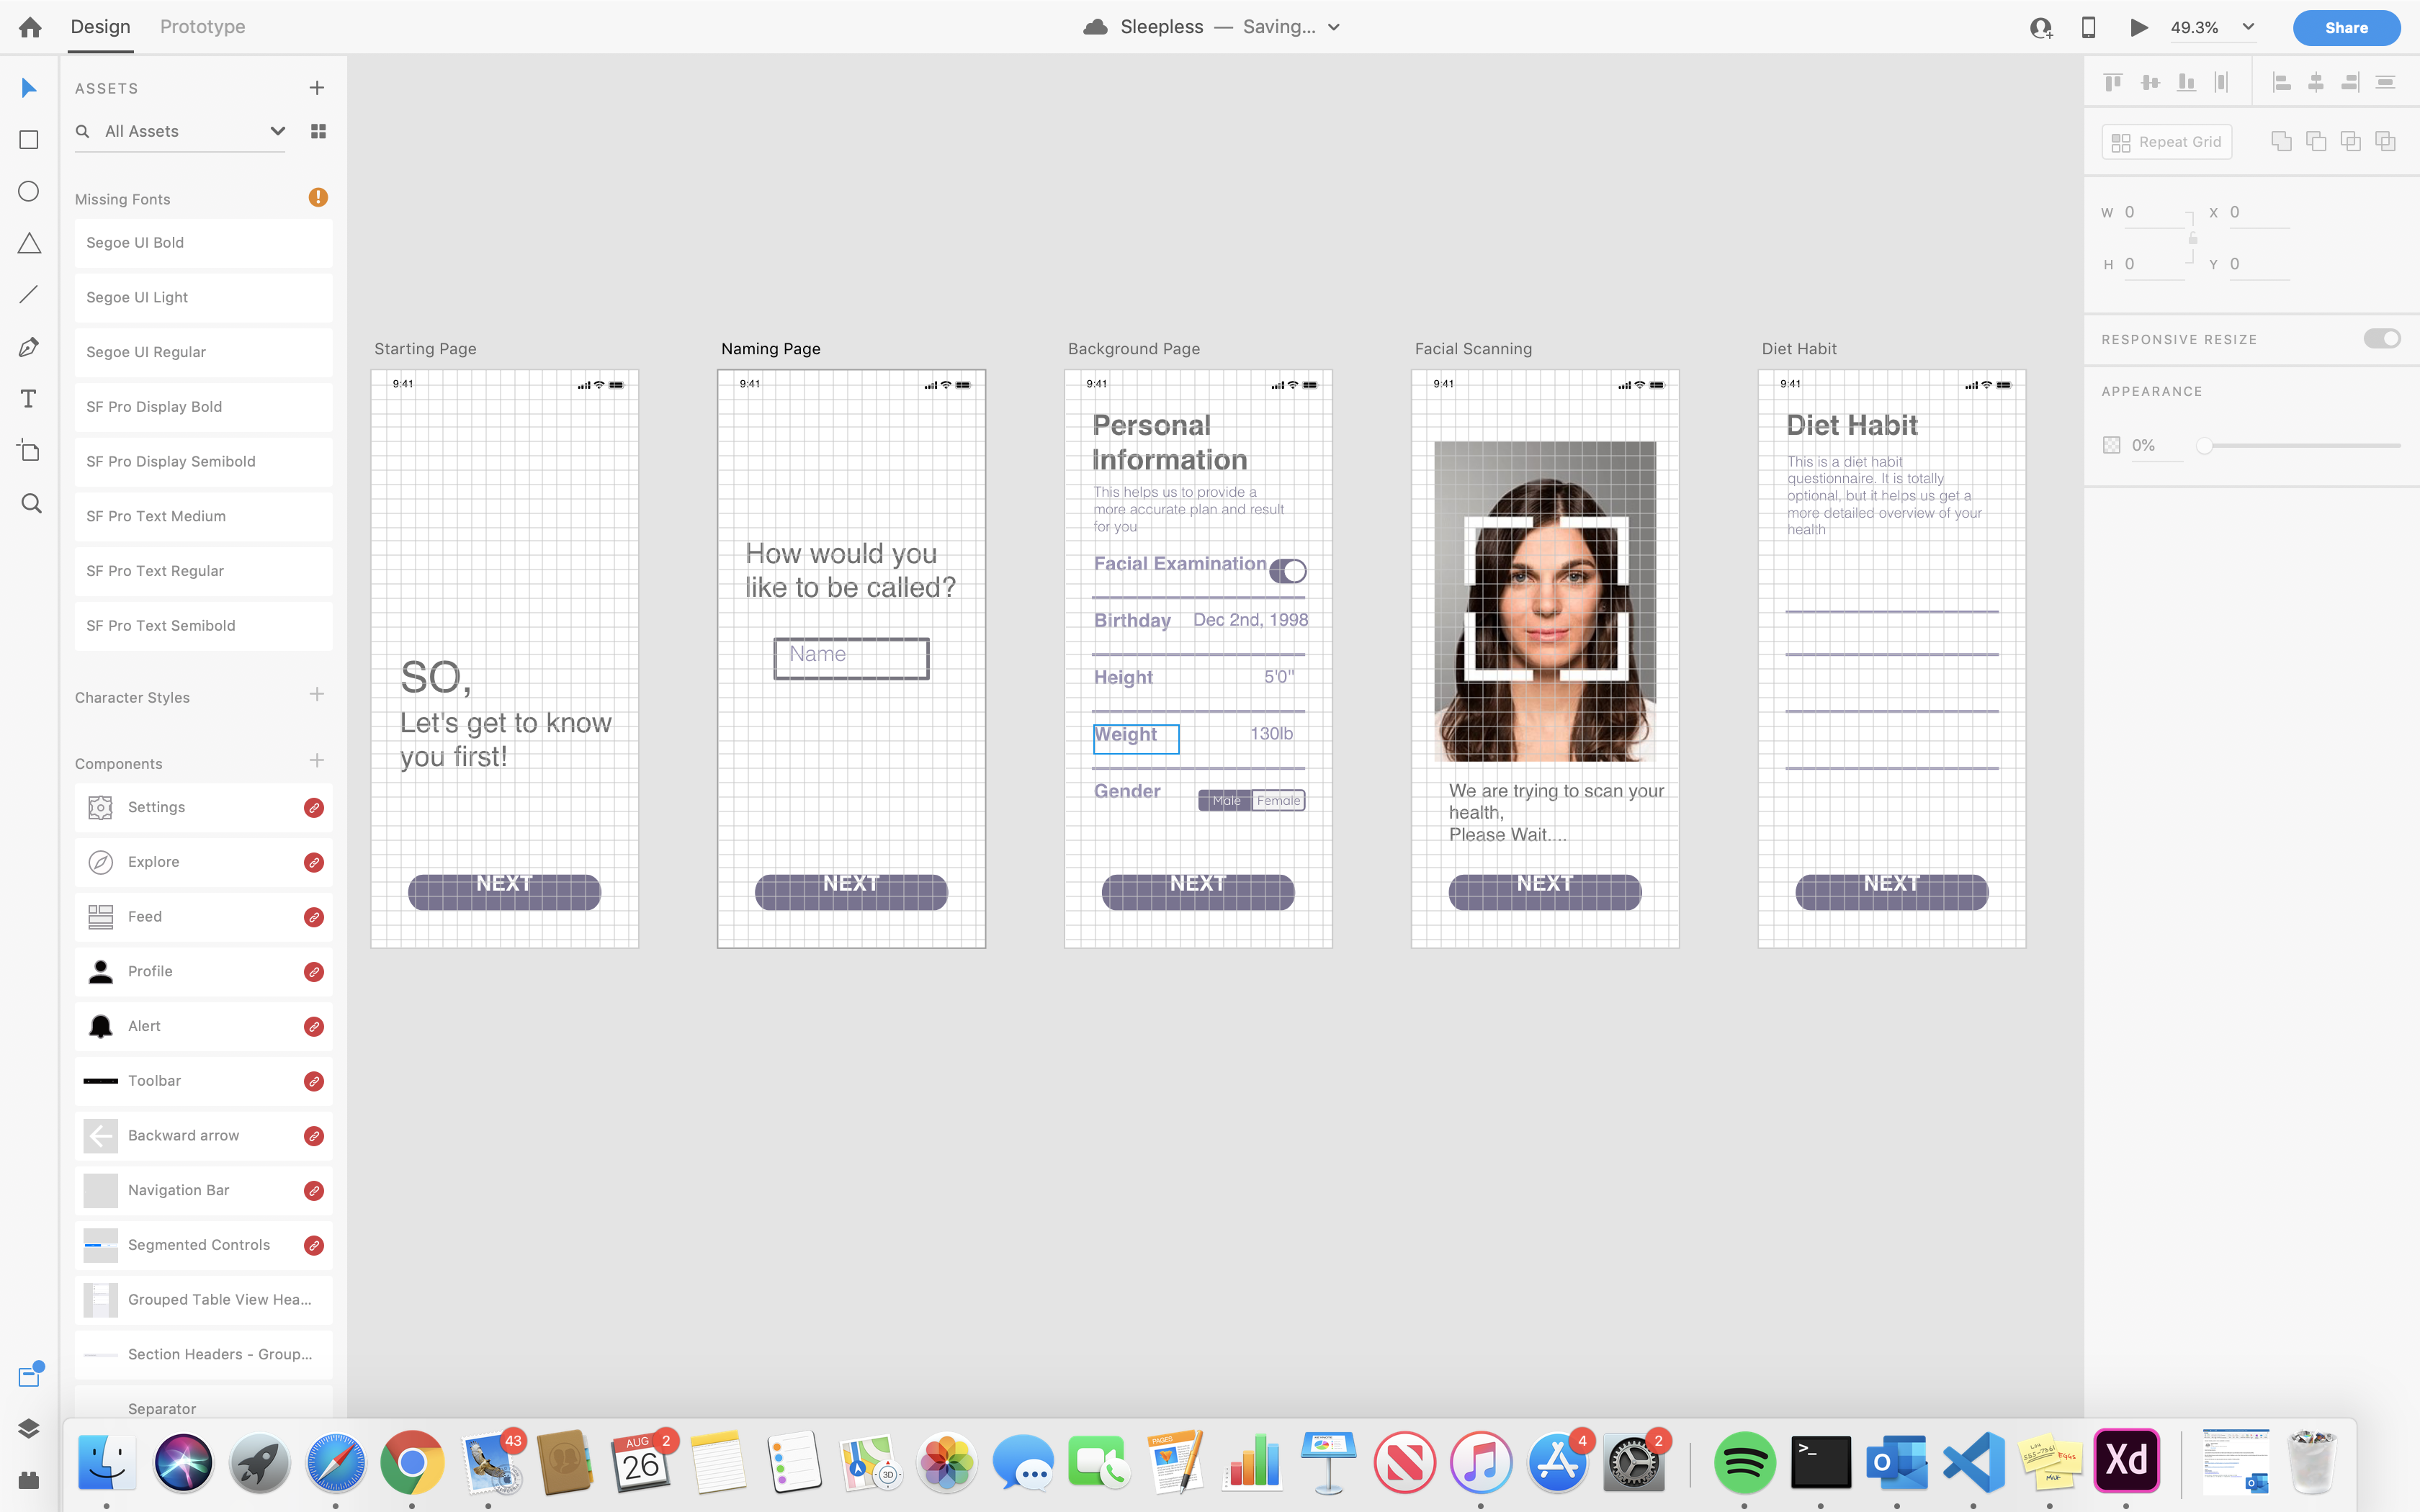 Design Prototype
Sleepless — Saving...
49.3%
Share
ASSETS
All Assets
Missing Fonts
Segoe UI Bold
Segoe UI Light
Segoe UI Regular
SF Pro Display Bold
SF Pro Display Semibold
SF Pro Text Medium
SF Pro Text Regular
SF Pro Text Semibold
Character Styles
Components
Settings
Explore
Feed
Profile
Alert
Toolbar
Backward arrow
Navigation Bar
Segmented Controls
Grouped Table View Hea...
Section Headers - Group...
Separator
Starting Page
9:41
SO,
Let's get to know
you first!
NEXT
Naming Page
9:41
How would you
like to be called?
Name
NEXT
Background Page
9:41
Personal
Information
This helps us to provide a
more accurate plan and result
for you
Facial Examination
Birthday Dec 2nd, 1998
Height 5'0"
Weight 130lb
Gender Male Female
NEXT
Facial Scanning
9:41
We are trying to scan your
health,
Please Wait....
NEXT
Diet Habit
9:41
Diet Habit
This is a diet habit
questionnaire. It is totally
optional, but it helps us get a
more detailed overview of your
health
NEXT
Repeat Grid
W 0 X 0
H 0 Y 0
RESPONSIVE RESIZE
APPEARANCE
0%
43
AUG
26
2
3D
PAGES
4
2
>_
O
Xd